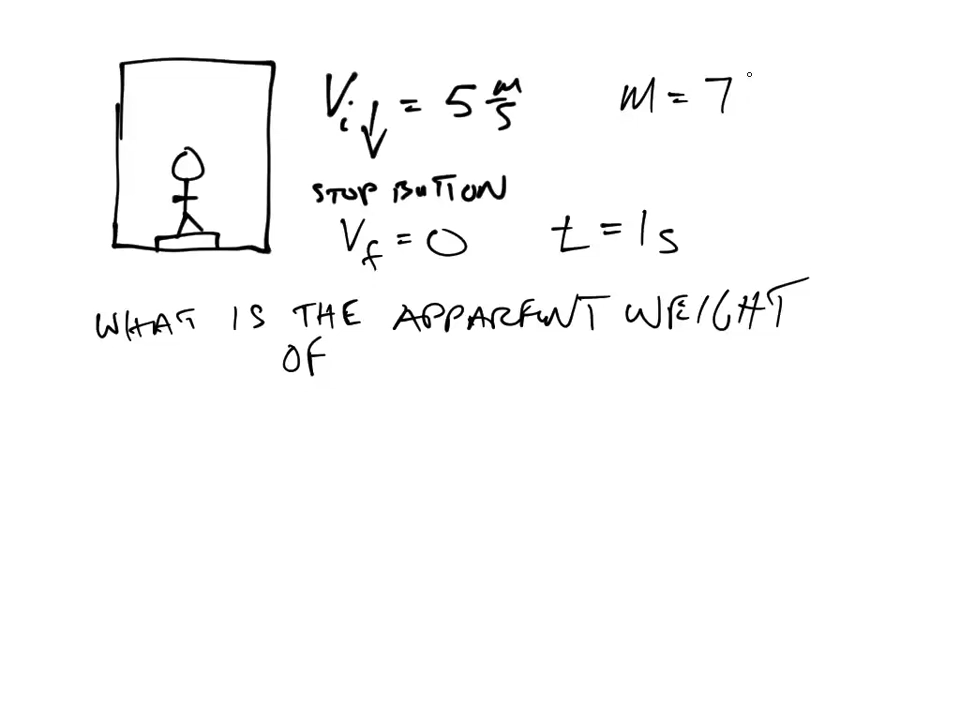 Vi↓ = 5 m/s m = 7
STOP BUTTON
Vf = 0 t = 1s
WHAT IS THE APPARENT WEIGHT
OF